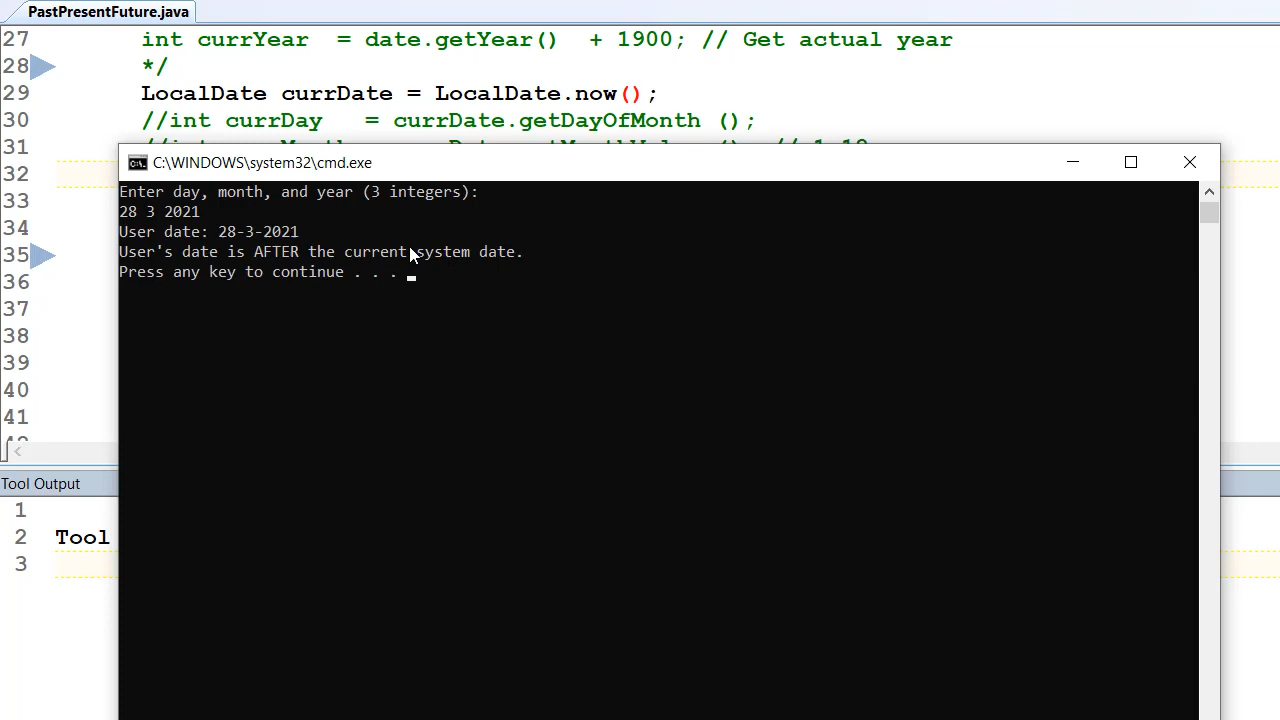 PastPresentFuture.java
27 int currYear = date.getYear() + 1900; // Get actual year
28 */
29 LocalDate currDate = LocalDate.now();
30 //int currDay = currDate.getDayOfMonth ();
31
C:\WINDOWS\system32\cmd.exe
32
Enter day, month, and year (3 integers):
33
28 3 2021
34
User date: 28-3-2021
35
User's date is AFTER the current system date.
36
Press any key to continue . . .
37
38
39
40
41
Tool Output
1
2 Tool
3